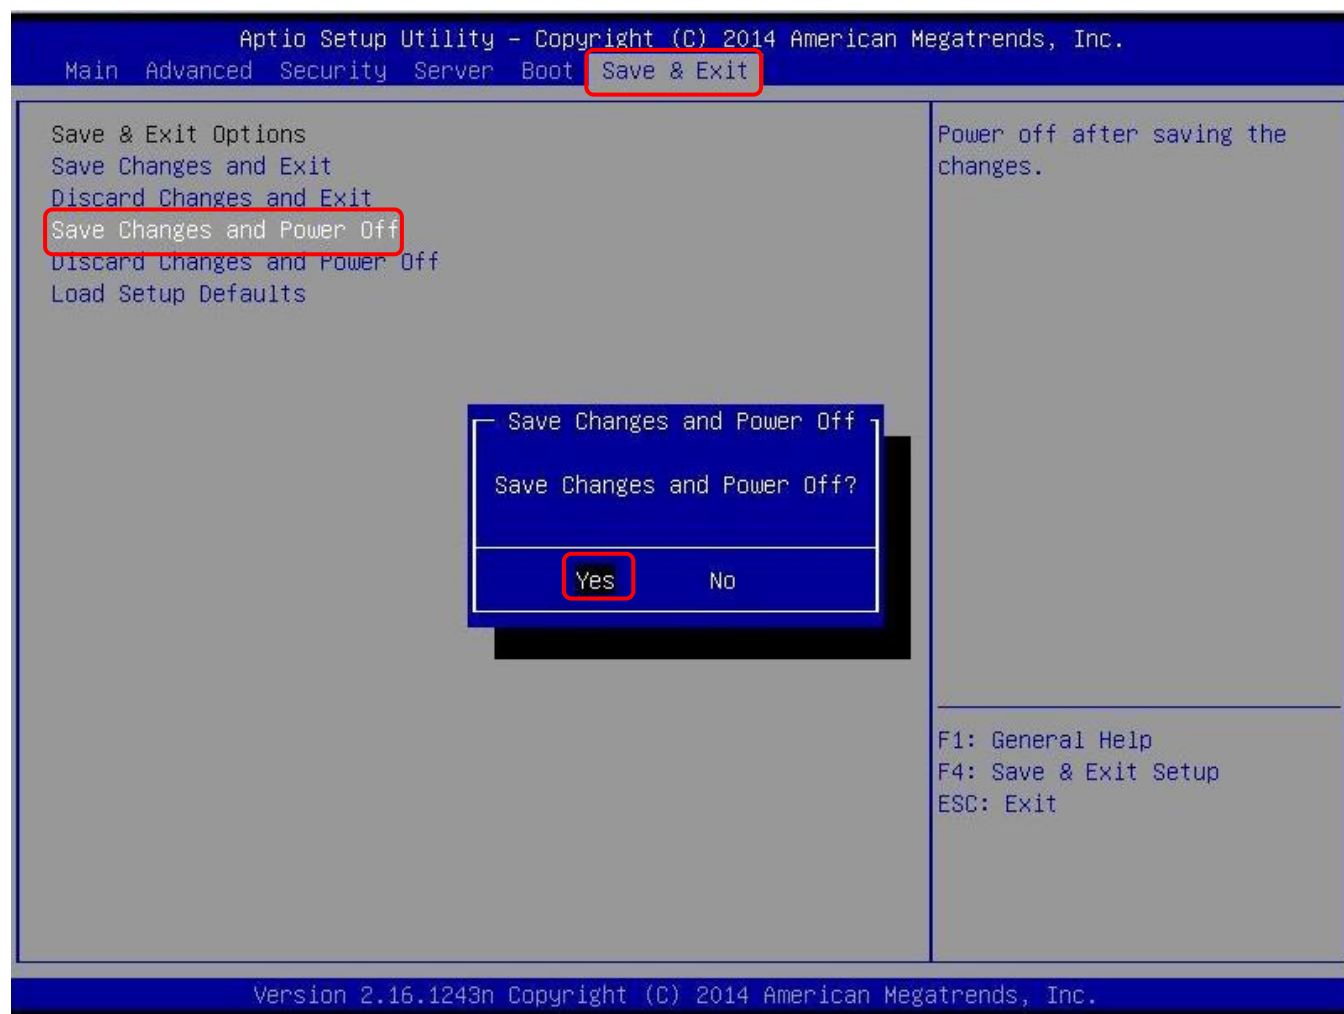 Aptio Setup Utility – Copyright (C) 2014 American Megatrends, Inc.
Main Advanced Security Server Boot Save & Exit
Save & Exit Options
Save Changes and Exit
Discard Changes and Exit
Save Changes and Power Off
Discard Changes and Power Off
Load Setup Defaults
Power off after saving the
changes.
Save Changes and Power Off
Save Changes and Power Off?
Yes No
F1: General Help
F4: Save & Exit Setup
ESC: Exit
Version 2.16.1243n Copyright (C) 2014 American Megatrends, Inc.